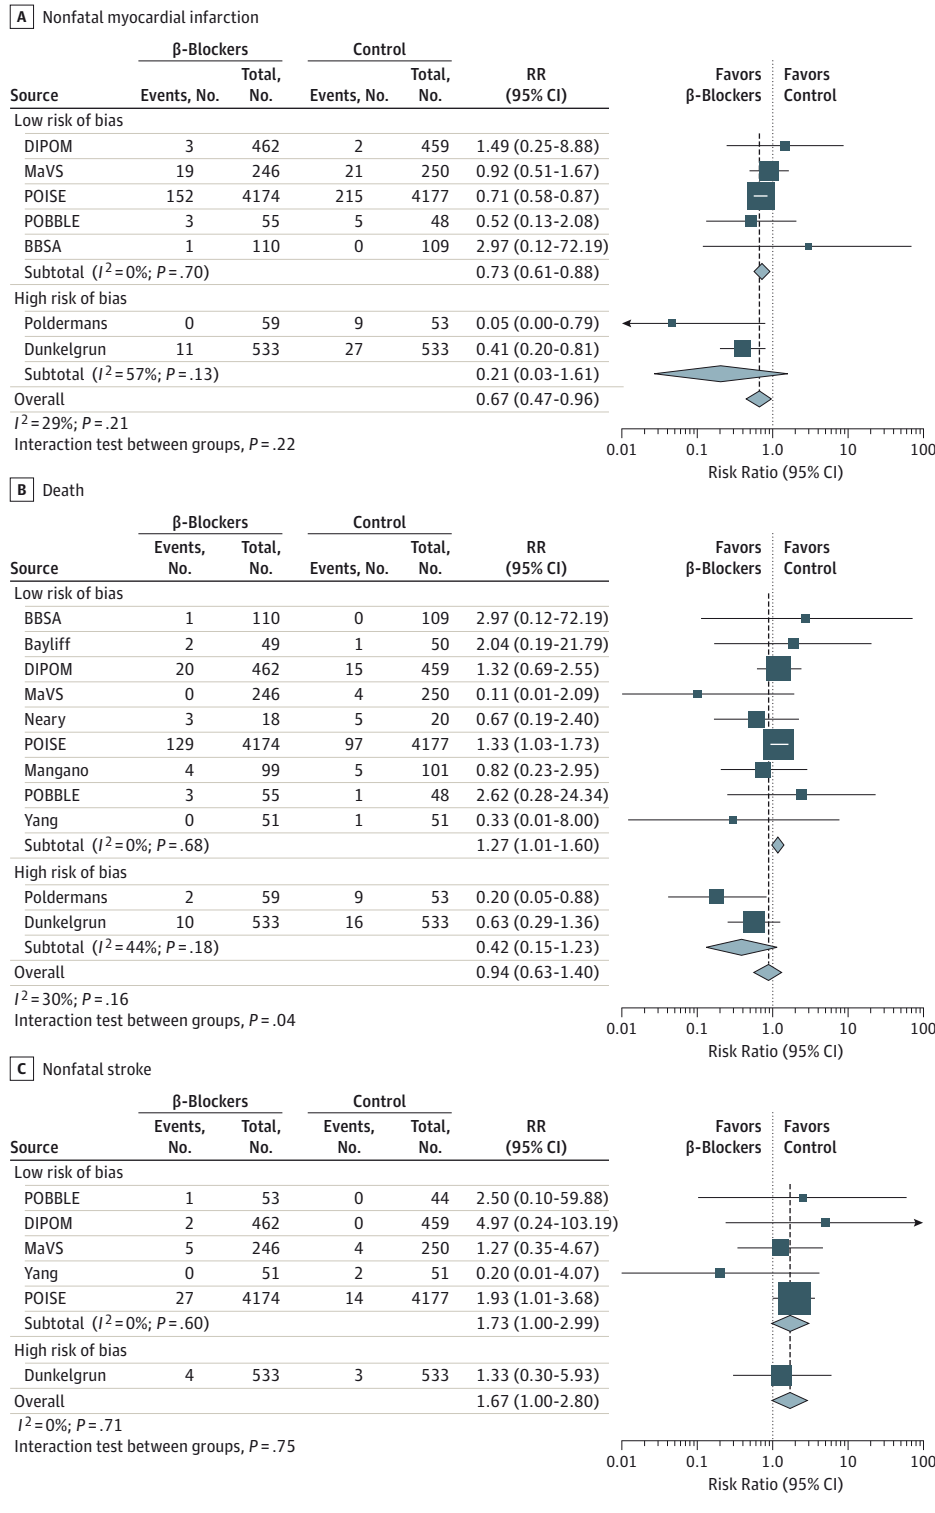 A Nonfatal myocardial infarction
β-Blockers Control
Total, Total, RR Favors Favors
Source Events, No. No. Events, No. No. (95% CI) β-Blockers Control
Low risk of bias
DIPOM 3 462 2 459 1.49 (0.25-8.88)
MaVS 19 246 21 250 0.92 (0.51-1.67)
POISE 152 4174 215 4177 0.71 (0.58-0.87)
POBBLE 3 55 5 48 0.52 (0.13-2.08)
BBSA 1 110 0 109 2.97 (0.12-72.19)
Subtotal (I²=0%; P=.70) 0.73 (0.61-0.88)
High risk of bias
Poldermans 0 59 9 53 0.05 (0.00-0.79)
Dunkelgrun 11 533 27 533 0.41 (0.20-0.81)
Subtotal (I²=57%; P=.13) 0.21 (0.03-1.61)
Overall 0.67 (0.47-0.96)
I²=29%; P=.21
Interaction test between groups, P=.22
0.01 0.1 1.0 10 100
Risk Ratio (95% CI)
B Death
β-Blockers Control
Events, Total, Total, RR Favors Favors
Source No. No. Events, No. No. (95% CI) β-Blockers Control
Low risk of bias
BBSA 1 110 0 109 2.97 (0.12-72.19)
Bayliff 2 49 1 50 2.04 (0.19-21.79)
DIPOM 20 462 15 459 1.32 (0.69-2.55)
MaVS 0 246 4 250 0.11 (0.01-2.09)
Neary 3 18 5 20 0.67 (0.19-2.40)
POISE 129 4174 97 4177 1.33 (1.03-1.73)
Mangano 4 99 5 101 0.82 (0.23-2.95)
POBBLE 3 55 1 48 2.62 (0.28-24.34)
Yang 0 51 1 51 0.33 (0.01-8.00)
Subtotal (I²=0%; P=.68) 1.27 (1.01-1.60)
High risk of bias
Poldermans 2 59 9 53 0.20 (0.05-0.88)
Dunkelgrun 10 533 16 533 0.63 (0.29-1.36)
Subtotal (I²=44%; P=.18) 0.42 (0.15-1.23)
Overall 0.94 (0.63-1.40)
I²=30%; P=.16
Interaction test between groups, P=.04
0.01 0.1 1.0 10 100
Risk Ratio (95% CI)
C Nonfatal stroke
β-Blockers Control
Events, Total, Events, Total, RR Favors Favors
Source No. No. No. No. (95% CI) β-Blockers Control
Low risk of bias
POBBLE 1 53 0 44 2.50 (0.10-59.88)
DIPOM 2 462 0 459 4.97 (0.24-103.19)
MaVS 5 246 4 250 1.27 (0.35-4.67)
Yang 0 51 2 51 0.20 (0.01-4.07)
POISE 27 4174 14 4177 1.93 (1.01-3.68)
Subtotal (I²=0%; P=.60) 1.73 (1.00-2.99)
High risk of bias
Dunkelgrun 4 533 3 533 1.33 (0.30-5.93)
Overall 1.67 (1.00-2.80)
I²=0%; P=.71
Interaction test between groups, P=.75
0.01 0.1 1.0 10 100
Risk Ratio (95% CI)